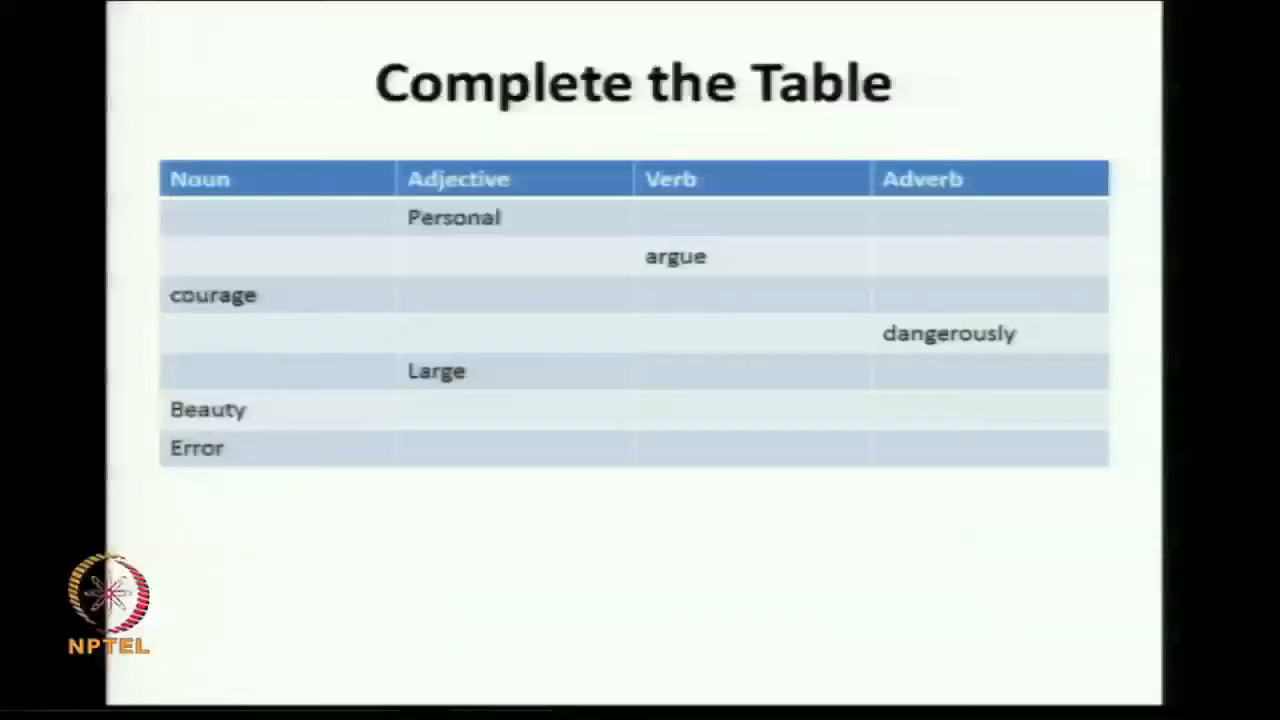 Complete the Table
Noun Adjective Verb Adverb
Personal
argue
courage
dangerously
Large
Beauty
Error
NPTEL